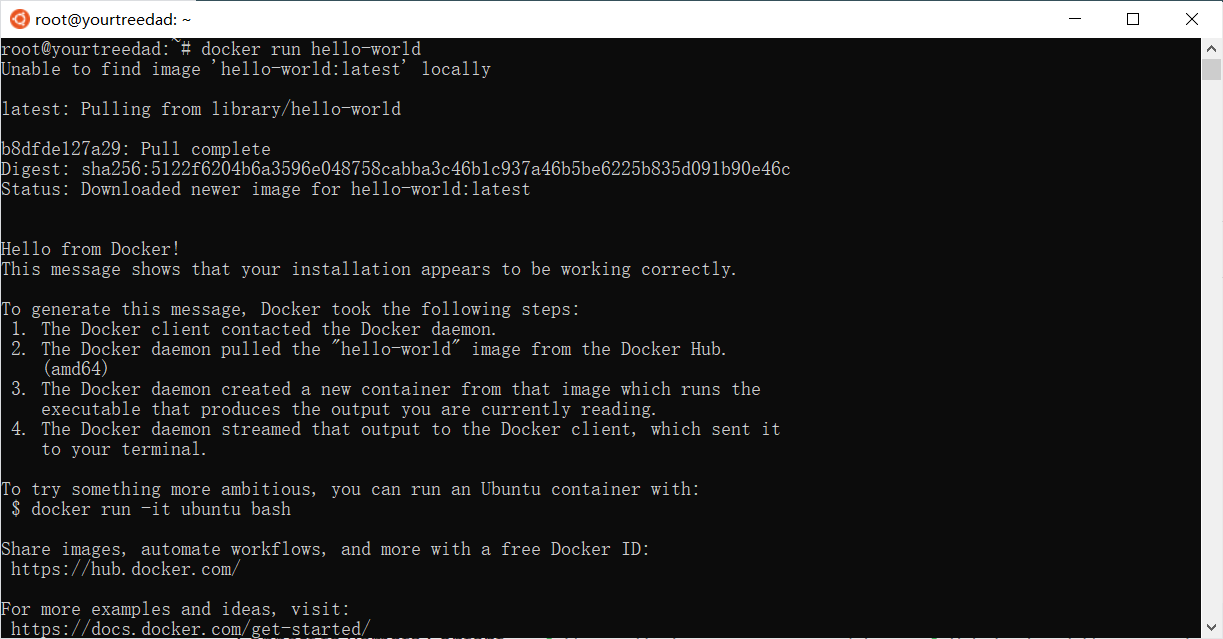 root@yourtreedad: ~
root@yourtreedad:~# docker run hello-world
Unable to find image 'hello-world:latest' locally
latest: Pulling from library/hello-world
b8dfde127a29: Pull complete
Digest: sha256:5122f6204b6a3596e048758cabba3c46b1c937a46b5be6225b835d091b90e46c
Status: Downloaded newer image for hello-world:latest
Hello from Docker!
This message shows that your installation appears to be working correctly.
To generate this message, Docker took the following steps:
1. The Docker client contacted the Docker daemon.
2. The Docker daemon pulled the "hello-world" image from the Docker Hub.
(amd64)
3. The Docker daemon created a new container from that image which runs the
executable that produces the output you are currently reading.
4. The Docker daemon streamed that output to the Docker client, which sent it
to your terminal.
To try something more ambitious, you can run an Ubuntu container with:
$ docker run -it ubuntu bash
Share images, automate workflows, and more with a free Docker ID:
https://hub.docker.com/
For more examples and ideas, visit:
https://docs.docker.com/get-started/